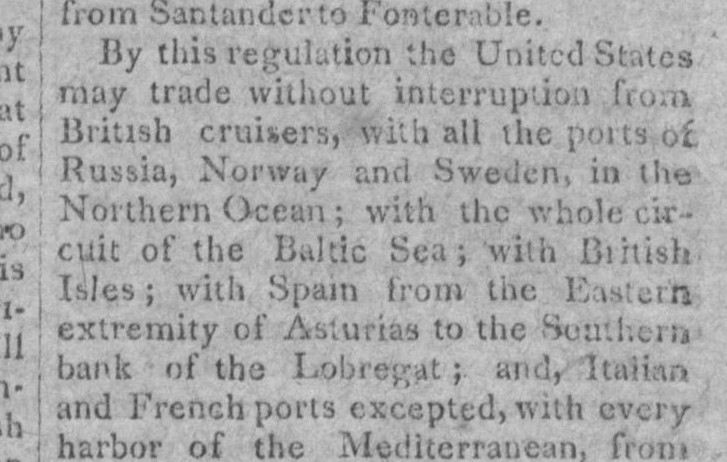 from Santander to Fonterable.
By this regulation the United States
may trade without interruption from
British cruisers, with all the ports of
Russia, Norway and Sweden, in the
Northern Ocean; with the whole cir-
cuit of the Baltic Sea; with British
Isles; with Spain from the Eastern
extremity of Asturias to the Southern
bank of the Lobregat; and, Italian
and French ports excepted, with every
harbor of the Mediterranean, from